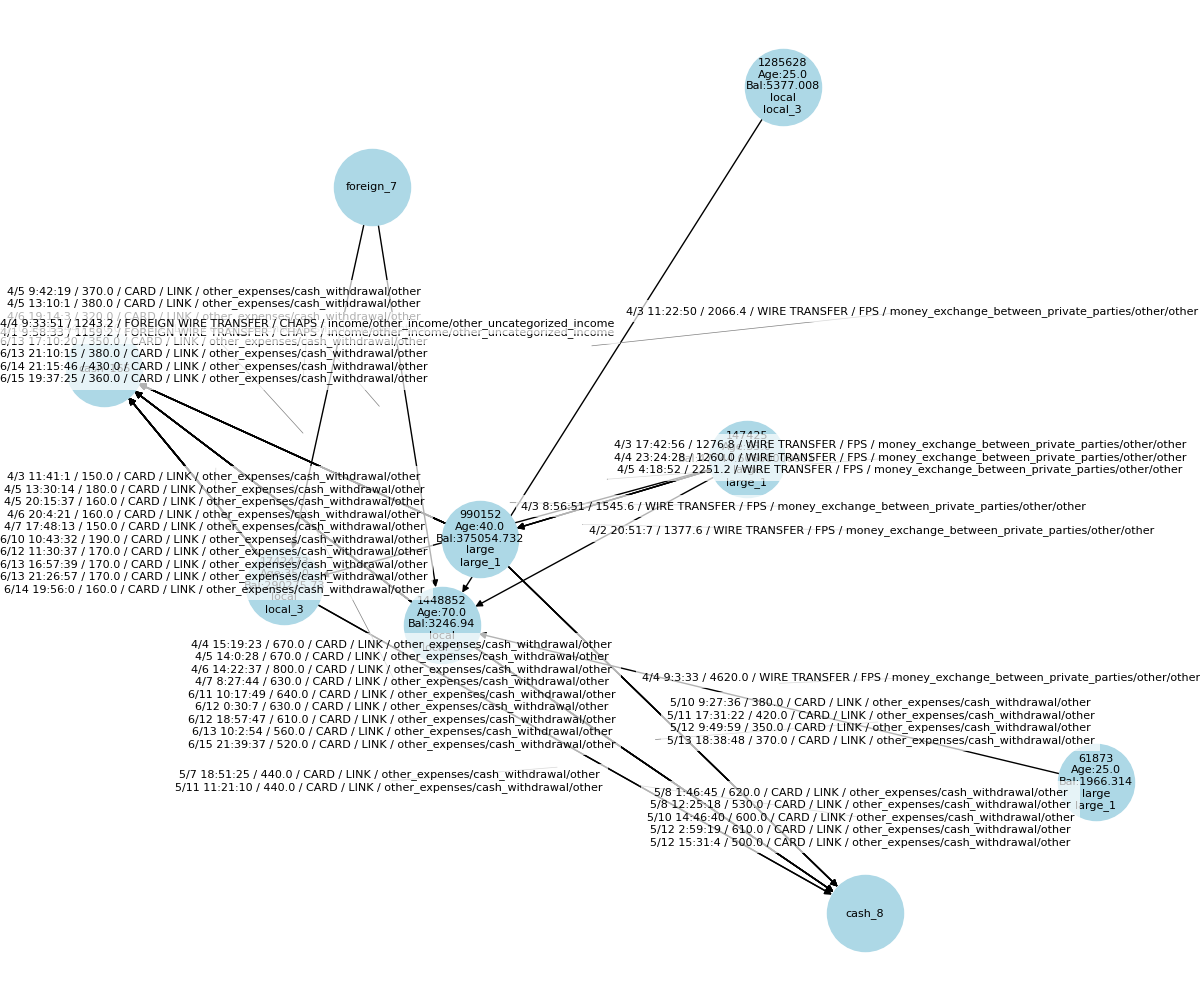 1285628
Age:25.0
Bal:5377.008
local
local_3
foreign_7
4/5 9:42:19 / 370.0 / CARD / LINK / other_expenses/cash_withdrawal/other
4/5 13:10:1 / 380.0 / CARD / LINK / other_expenses/cash_withdrawal/other
4/6 19:14:3 / 320.0 / CARD / LINK / other_expenses/cash_withdrawal/other
4/3 11:22:50 / 2066.4 / WIRE TRANSFER / FPS / money_exchange_between_private_parties/other/other
4/4 9:33:51 / 1243.2 / FOREIGN WIRE TRANSFER / CHAPS / income/other_income/other_uncategorized_income
4/1 9:58:33 / 1159.2 / FOREIGN WIRE TRANSFER / CHAPS / income/other_income/other_uncategorized_income
6/13 17:10:20 / 350.0 / CARD / LINK / other_expenses/cash_withdrawal/other
6/13 21:10:15 / 380.0 / CARD / LINK / other_expenses/cash_withdrawal/other
6/14 21:15:46 / 430.0 / CARD / LINK / other_expenses/cash_withdrawal/other
6/15 19:37:25 / 360.0 / CARD / LINK / other_expenses/cash_withdrawal/other
147425
4/3 17:42:56 / 1276.8 / WIRE TRANSFER / FPS / money_exchange_between_private_parties/other/other
4/4 23:24:28 / 1260.0 / WIRE TRANSFER / FPS / money_exchange_between_private_parties/other/other
4/5 4:18:52 / 2251.2 / WIRE TRANSFER / FPS / money_exchange_between_private_parties/other/other
large_1
4/3 11:41:1 / 150.0 / CARD / LINK / other_expenses/cash_withdrawal/other
4/5 13:30:14 / 180.0 / CARD / LINK / other_expenses/cash_withdrawal/other
4/5 20:15:37 / 160.0 / CARD / LINK / other_expenses/cash_withdrawal/other
4/6 20:4:21 / 160.0 / CARD / LINK / other_expenses/cash_withdrawal/other
4/7 17:48:13 / 150.0 / CARD / LINK / other_expenses/cash_withdrawal/other
6/10 10:43:32 / 190.0 / CARD / LINK / other_expenses/cash_withdrawal/other
6/12 11:30:37 / 170.0 / CARD / LINK / other_expenses/cash_withdrawal/other
6/13 16:57:39 / 170.0 / CARD / LINK / other_expenses/cash_withdrawal/other
6/13 21:26:57 / 170.0 / CARD / LINK / other_expenses/cash_withdrawal/other
6/14 19:56:0 / 160.0 / CARD / LINK / other_expenses/cash_withdrawal/other
4/3 8:56:51 / 1545.6 / WIRE TRANSFER / FPS / money_exchange_between_private_parties/other/other
4/2 20:51:7 / 1377.6 / WIRE TRANSFER / FPS / money_exchange_between_private_parties/other/other
990152
Age:40.0
Bal:375054.732
large
large_1
local
local_3
1448852
Age:70.0
Bal:3246.94
local
4/4 15:19:23 / 670.0 / CARD / LINK / other_expenses/cash_withdrawal/other
4/5 14:0:28 / 670.0 / CARD / LINK / other_expenses/cash_withdrawal/other
4/6 14:22:37 / 800.0 / CARD / LINK / other_expenses/cash_withdrawal/other
4/7 8:27:44 / 630.0 / CARD / LINK / other_expenses/cash_withdrawal/other
6/11 10:17:49 / 640.0 / CARD / LINK / other_expenses/cash_withdrawal/other
6/12 0:30:7 / 630.0 / CARD / LINK / other_expenses/cash_withdrawal/other
6/12 18:57:47 / 610.0 / CARD / LINK / other_expenses/cash_withdrawal/other
6/13 10:2:54 / 560.0 / CARD / LINK / other_expenses/cash_withdrawal/other
6/15 21:39:37 / 520.0 / CARD / LINK / other_expenses/cash_withdrawal/other
4/4 9:3:33 / 4620.0 / WIRE TRANSFER / FPS / money_exchange_between_private_parties/other/other
5/10 9:27:36 / 380.0 / CARD / LINK / other_expenses/cash_withdrawal/other
5/11 17:31:22 / 420.0 / CARD / LINK / other_expenses/cash_withdrawal/other
5/12 9:49:59 / 350.0 / CARD / LINK / other_expenses/cash_withdrawal/other
5/13 18:38:48 / 370.0 / CARD / LINK / other_expenses/cash_withdrawal/other
5/7 18:51:25 / 440.0 / CARD / LINK / other_expenses/cash_withdrawal/other
5/11 11:21:10 / 440.0 / CARD / LINK / other_expenses/cash_withdrawal/other
61873
Age:25.0
Bal:1966.314
large
large_1
5/8 1:46:45 / 620.0 / CARD / LINK / other_expenses/cash_withdrawal/other
5/8 12:25:18 / 530.0 / CARD / LINK / other_expenses/cash_withdrawal/other
5/10 14:46:40 / 600.0 / CARD / LINK / other_expenses/cash_withdrawal/other
5/12 2:59:19 / 610.0 / CARD / LINK / other_expenses/cash_withdrawal/other
5/12 15:31:4 / 500.0 / CARD / LINK / other_expenses/cash_withdrawal/other
cash_8